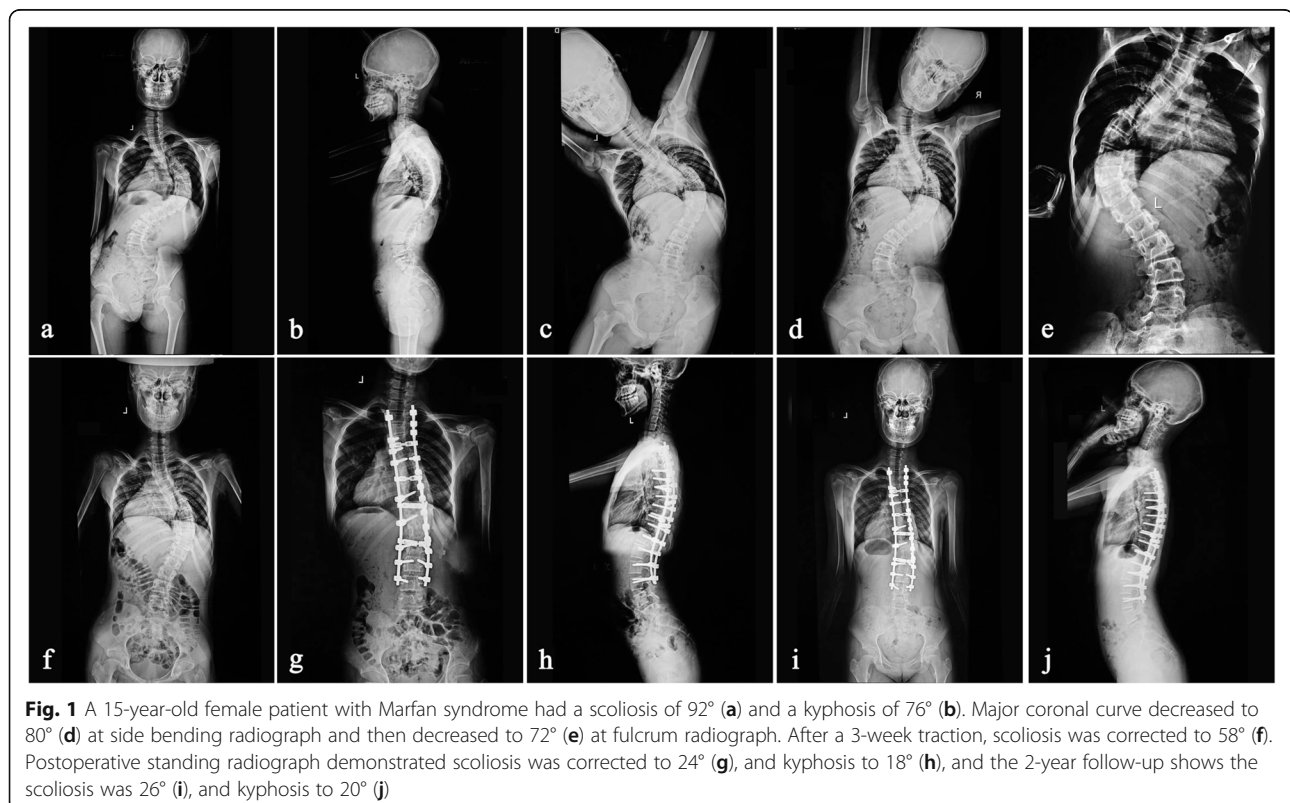 a
b
c
d
e
L
L
L
R
L
f
g
h
i
j
L
L
L
L
Fig. 1 A 15-year-old female patient with Marfan syndrome had a scoliosis of 92° (a) and a kyphosis of 76° (b). Major coronal curve decreased to
80° (d) at side bending radiograph and then decreased to 72° (e) at fulcrum radiograph. After a 3-week traction, scoliosis was corrected to 58° (f).
Postoperative standing radiograph demonstrated scoliosis was corrected to 24° (g), and kyphosis to 18° (h), and the 2-year follow-up shows the
scoliosis was 26° (i), and kyphosis to 20° (j)